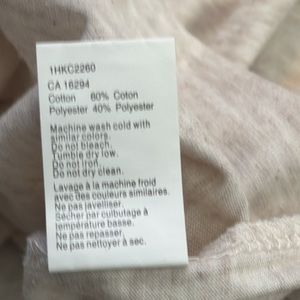 1HKC2260
CA 16294
Cotton 60% Coton
Polyester 40% Polyester
Machine wash cold with
similar colors.
Do not bleach.
Tumble dry low.
Do not iron.
Do not dry clean.
Lavage à la machine froid
avec des couleurs similaires.
Ne pas javelliser.
Sécher par culbutage à
température basse.
Ne pas repasser.
Ne pas nettoyer à sec.